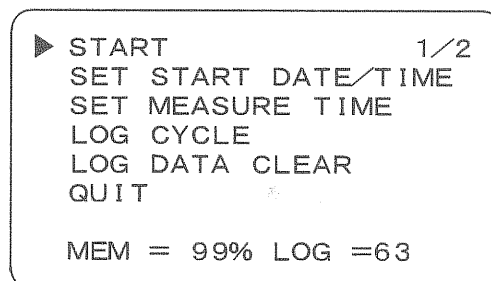 ▶ START 1/2
SET START DATE/TIME
SET MEASURE TIME
LOG CYCLE
LOG DATA CLEAR
QUIT
MEM = 99% LOG =63